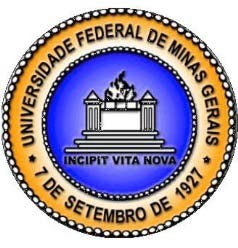 UNIVERSIDADE FEDERAL DE MINAS GERAIS
INCIPIT VITA NOVA
7 DE SETEMBRO DE 1927